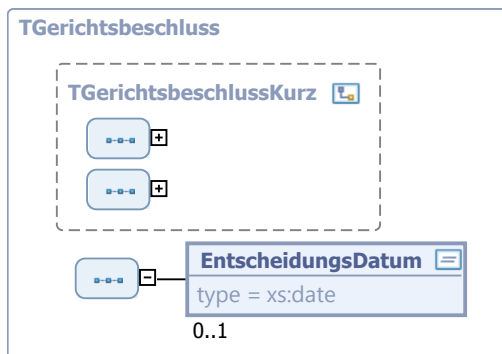 TGerichtsbeschluss
TGerichtsbeschlussKurz
EntscheidungsDatum
type = xs:date
0..1